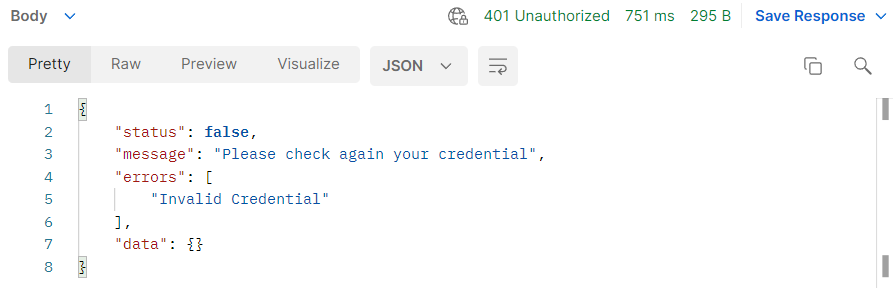 Body 401 Unauthorized 751 ms 295 B Save Response
Pretty Raw Preview Visualize JSON
1 {
2 "status": false,
3 "message": "Please check again your credential",
4 "errors": [
5 "Invalid Credential"
6 ],
7 "data": {}
8 }